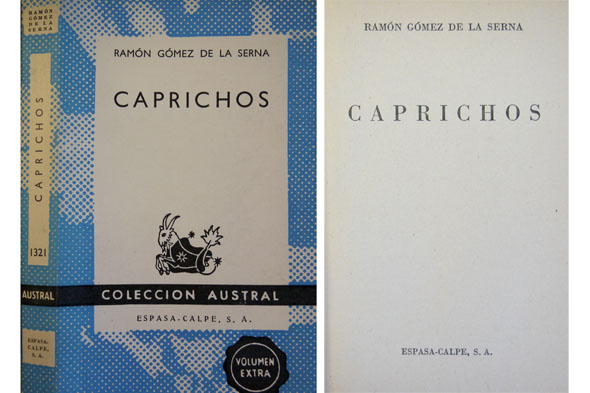 RAMÓN
GÓMEZ
DE LA
SERNA
CAPRICHOS
1321
AUSTRAL
ESPASA-
CALPE,
S. A.
RAMÓN GÓMEZ DE LA SERNA
CAPRICHOS
COLECCION AUSTRAL
ESPASA-CALPE, S. A.
VOLUMEN
EXTRA
RAMÓN GÓMEZ DE LA SERNA
CAPRICHOS
ESPASA-CALPE, S. A.